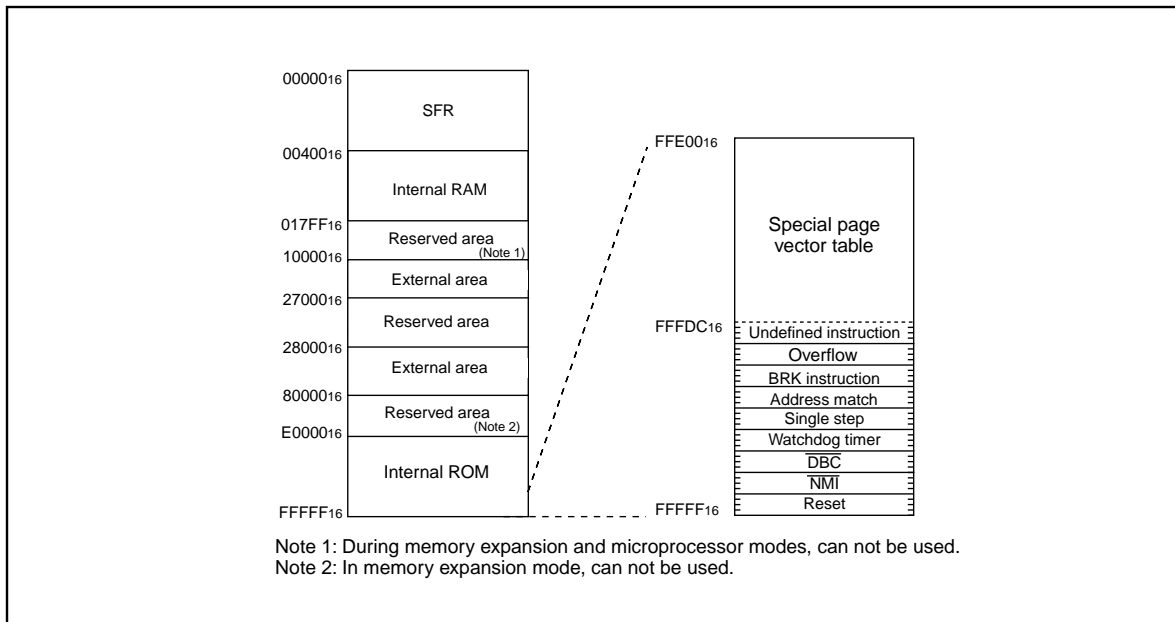 00000₁₆
SFR
00400₁₆
Internal RAM
017FF₁₆
Reserved area
(Note 1)
10000₁₆
External area
27000₁₆
Reserved area
28000₁₆
External area
80000₁₆
Reserved area
(Note 2)
E0000₁₆
Internal ROM
FFFFF₁₆
FFE00₁₆
Special page
vector table
FFFDC₁₆
Undefined instruction
Overflow
BRK instruction
Address match
Single step
Watchdog timer
D̅B̅C̅
N̅M̅I̅
Reset
FFFFF₁₆
Note 1: During memory expansion and microprocessor modes, can not be used.
Note 2: In memory expansion mode, can not be used.